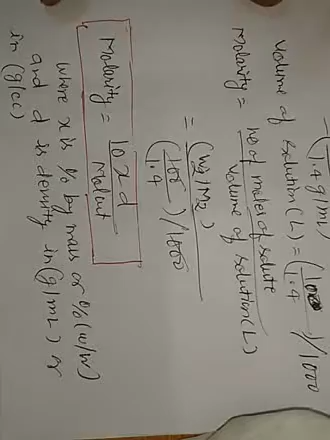 1.4 g/mL
Volume of solution(L) = (100/1.4)/1000
Molarity = no of moles of solute / Volume of solution(L)
= (W2/M2) / (100/1.4)/1000
Molarity = 10 x d / Molwt
where x is % by mass or % (w/w)
and d is density in (g/mL) or
in (g/cc)